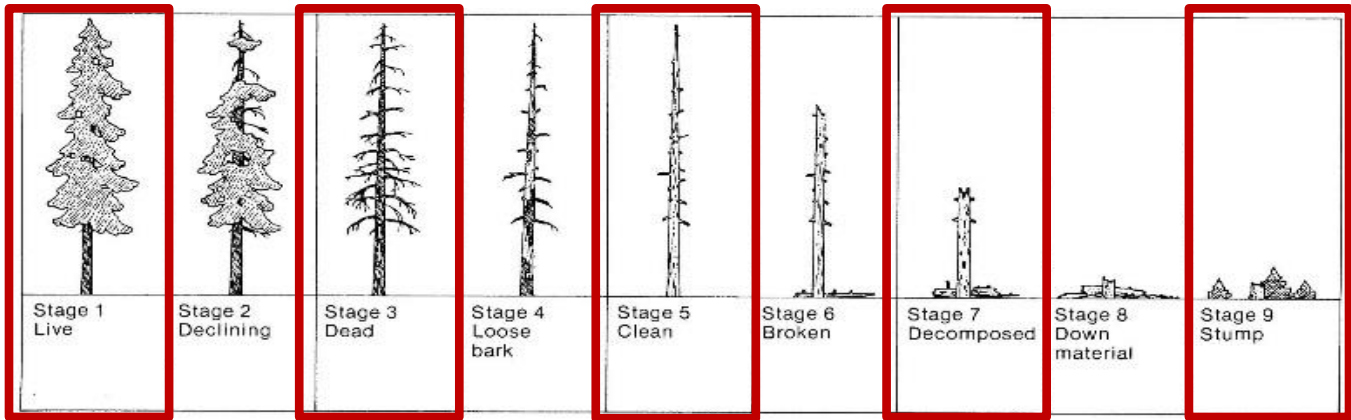 Stage 1
Live
Stage 2
Declining
Stage 3
Dead
Stage 4
Loose
bark
Stage 5
Clean
Stage 6
Broken
Stage 7
Decomposed
Stage 8
Down
material
Stage 9
Stump